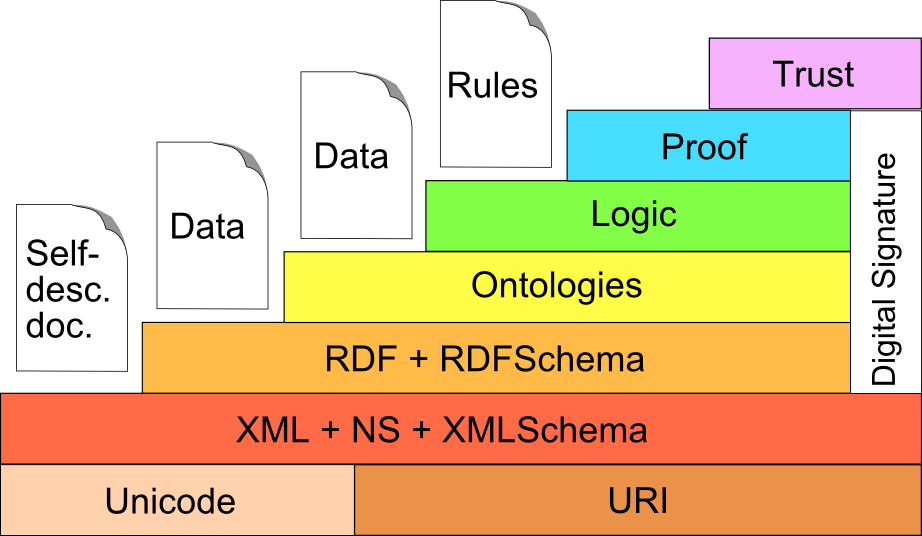 Rules
Trust
Data
Proof
Data
Logic
Self-
desc.
doc.
Ontologies
Digital Signature
RDF + RDFSchema
XML + NS + XMLSchema
Unicode
URI